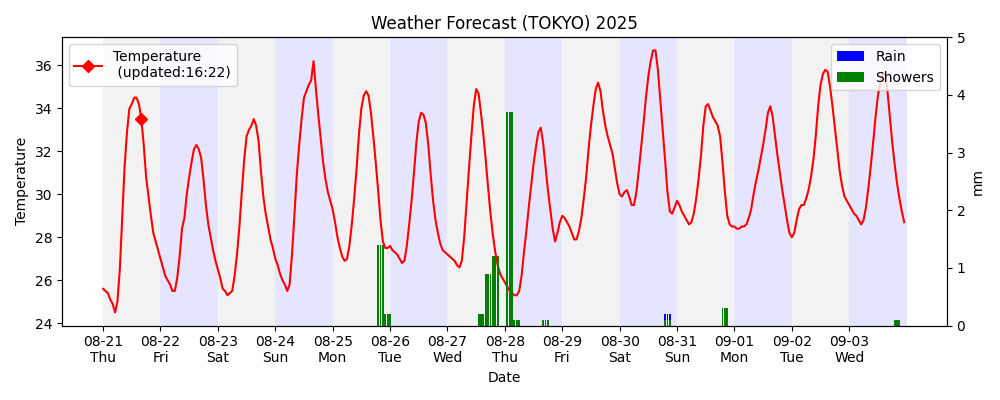 Weather Forecast (TOKYO) 2025
Temperature
(updated:16:22)
Rain
Showers
Temperature
36
34
32
30
28
26
24
5
4
3
2
1
0
mm
08-21 08-22 08-23 08-24 08-25 08-26 08-27 08-28 08-29 08-30 08-31 09-01 09-02 09-03
Thu Fri Sat Sun Mon Tue Wed Thu Fri Sat Sun Mon Tue Wed
Date